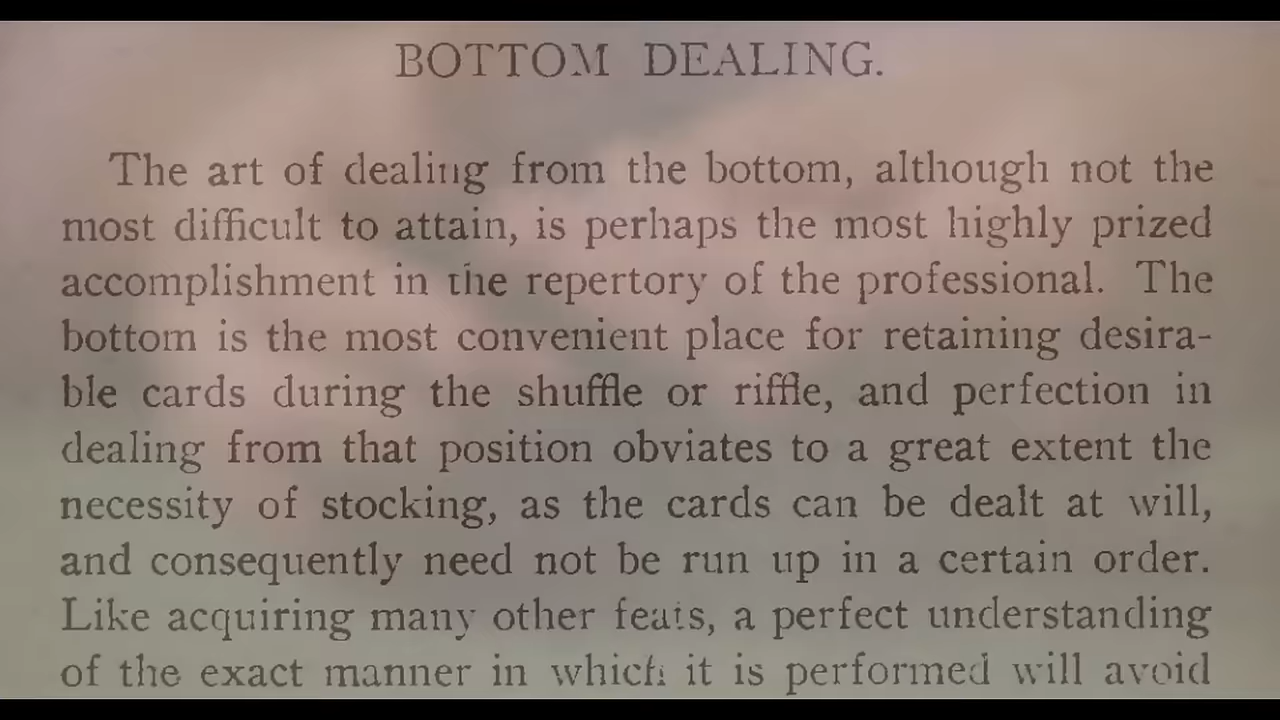 BOTTOM DEALING.
The art of dealing from the bottom, although not the
most difficult to attain, is perhaps the most highly prized
accomplishment in the repertory of the professional. The
bottom is the most convenient place for retaining desira-
ble cards during the shuffle or riffle, and perfection in
dealing from that position obviates to a great extent the
necessity of stocking, as the cards can be dealt at will,
and consequently need not be run up in a certain order.
Like acquiring many other feats, a perfect understanding
of the exact manner in which it is performed will avoid